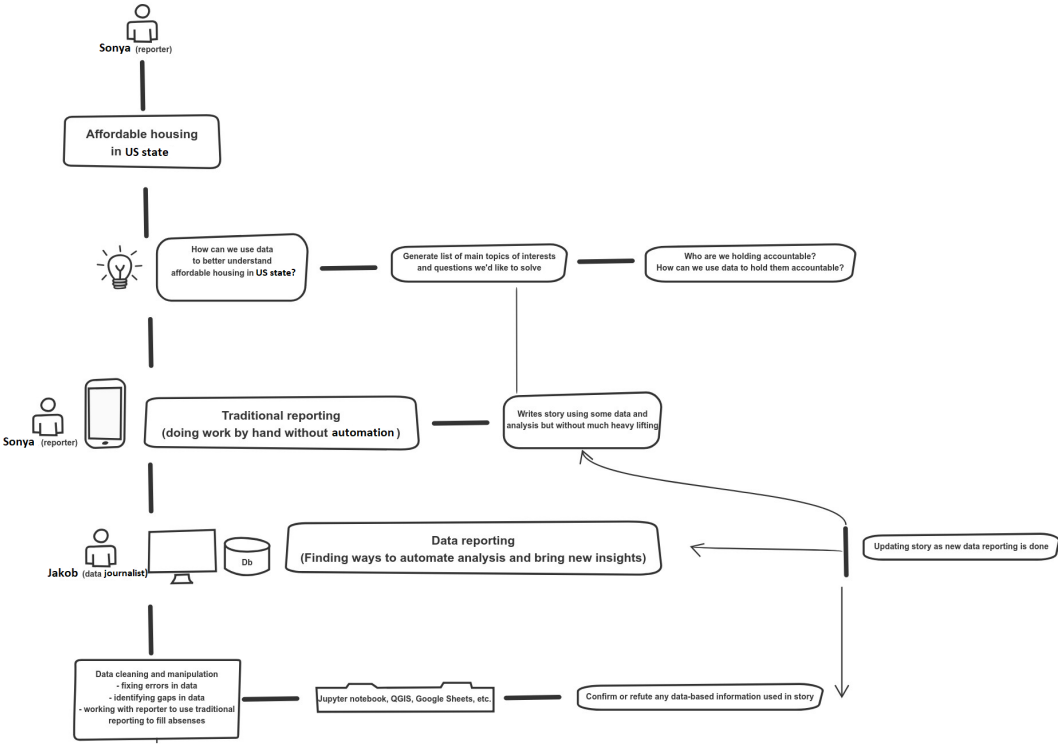 Sonya (reporter)
Affordable housing
in US state
How can we use data
to better understand
affordable housing in US state?
Generate list of main topics of interests
and questions we'd like to solve
Who are we holding accountable?
How can we use data to hold them accountable?
Sonya (reporter)
Traditional reporting
(doing work by hand without automation)
Writes story using some data and
analysis but without much heavy lifting
Jakob (data journalist)
Db
Data reporting
(Finding ways to automate analysis and bring new insights)
Updating story as new data reporting is done
Data cleaning and manipulation
- fixing errors in data
- identifying gaps in data
- working with reporter to use traditional
reporting to fill absenses
Jupyter notebook, QGIS, Google Sheets, etc.
Confirm or refute any data-based information used in story